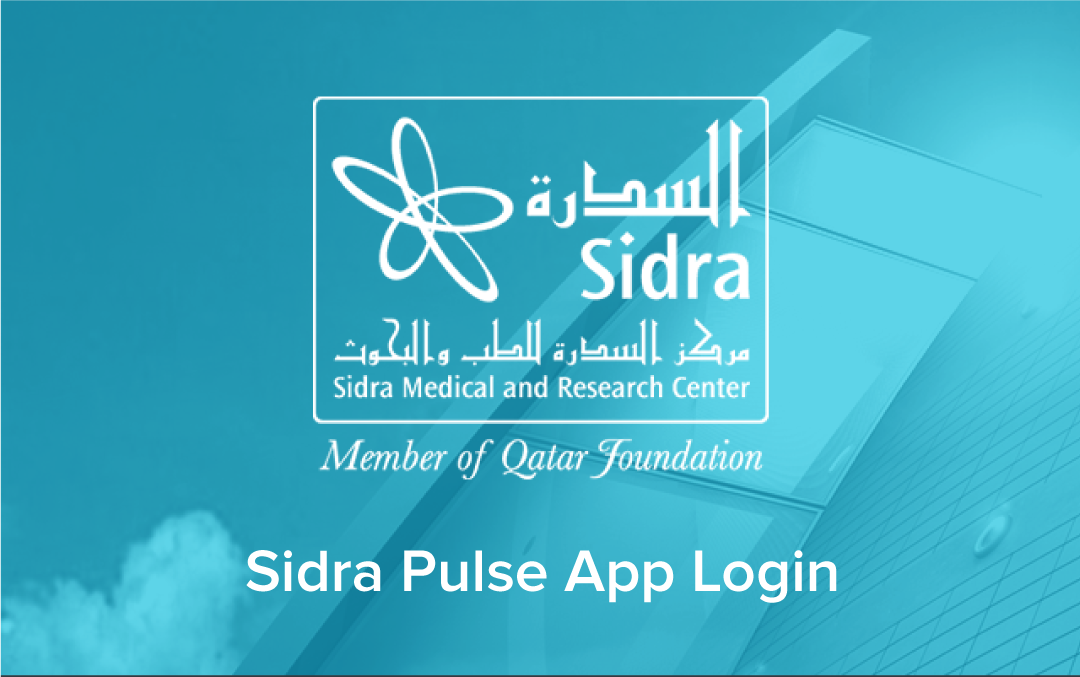 السدرة
Sidra
مركز السدرة للطب والبحوث
Sidra Medical and Research Center
Member of Qatar Foundation
Sidra Pulse App Login